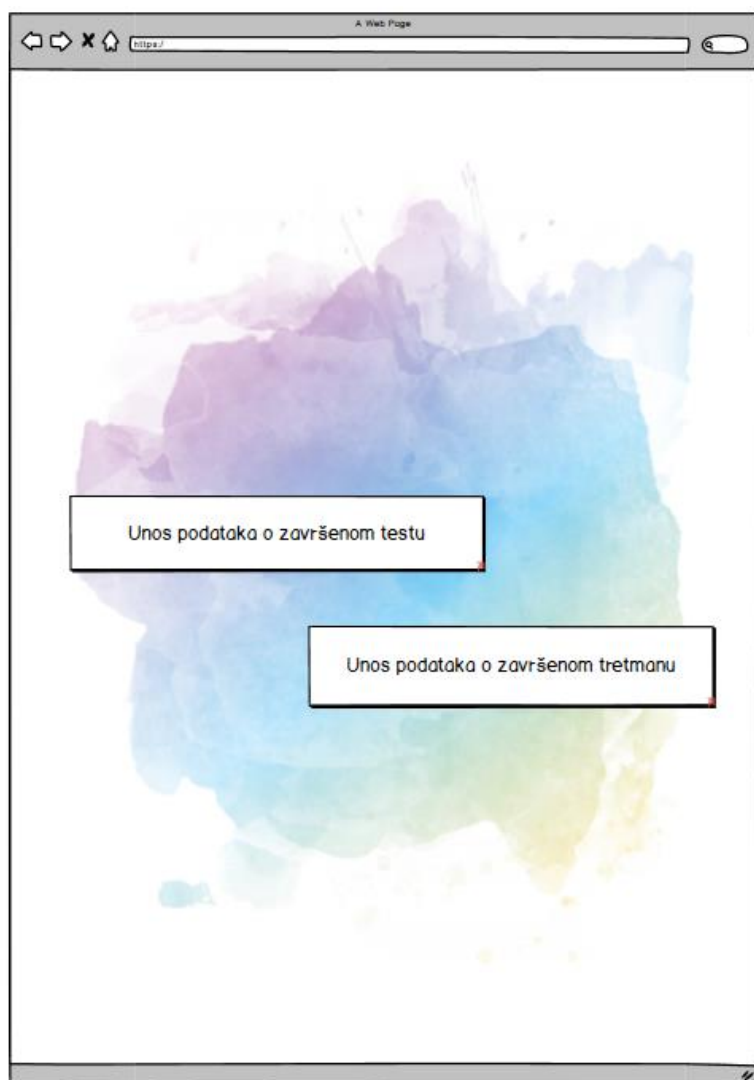 A Web Page
https:/
Unos podataka o završenom testu
Unos podataka o završenom tretmanu